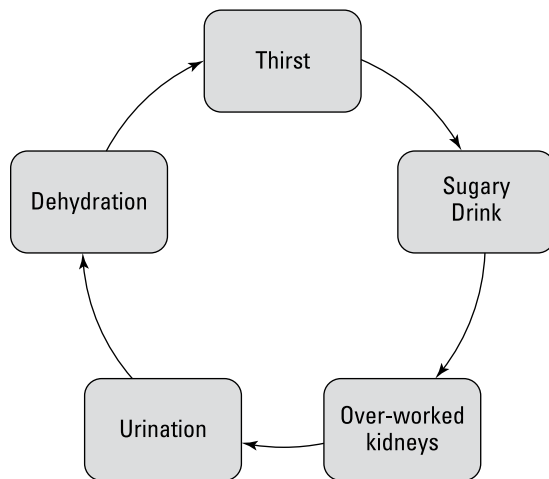 Thirst
Sugary
Drink
Over-worked
kidneys
Urination
Dehydration